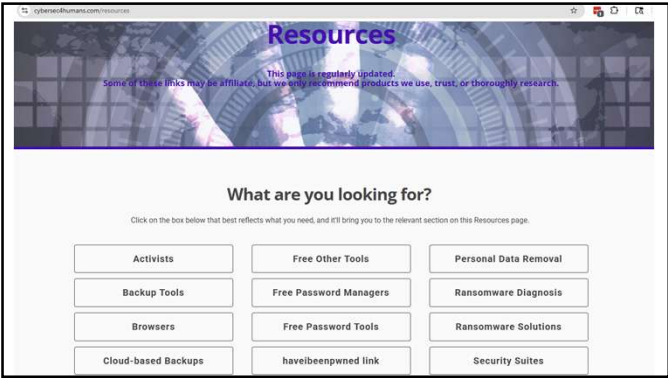 cybersec4humans.com/resources
Resources
This page is regularly updated.
Some of these links may be affiliate, but we only recommend products we use, trust, or thoroughly research.
What are you looking for?
Click on the box below that best reflects what you need, and it'll bring you to the relevant section on this Resources page.
Activists
Free Other Tools
Personal Data Removal
Backup Tools
Free Password Managers
Ransomware Diagnosis
Browsers
Free Password Tools
Ransomware Solutions
Cloud-based Backups
haveibeenpwned link
Security Suites